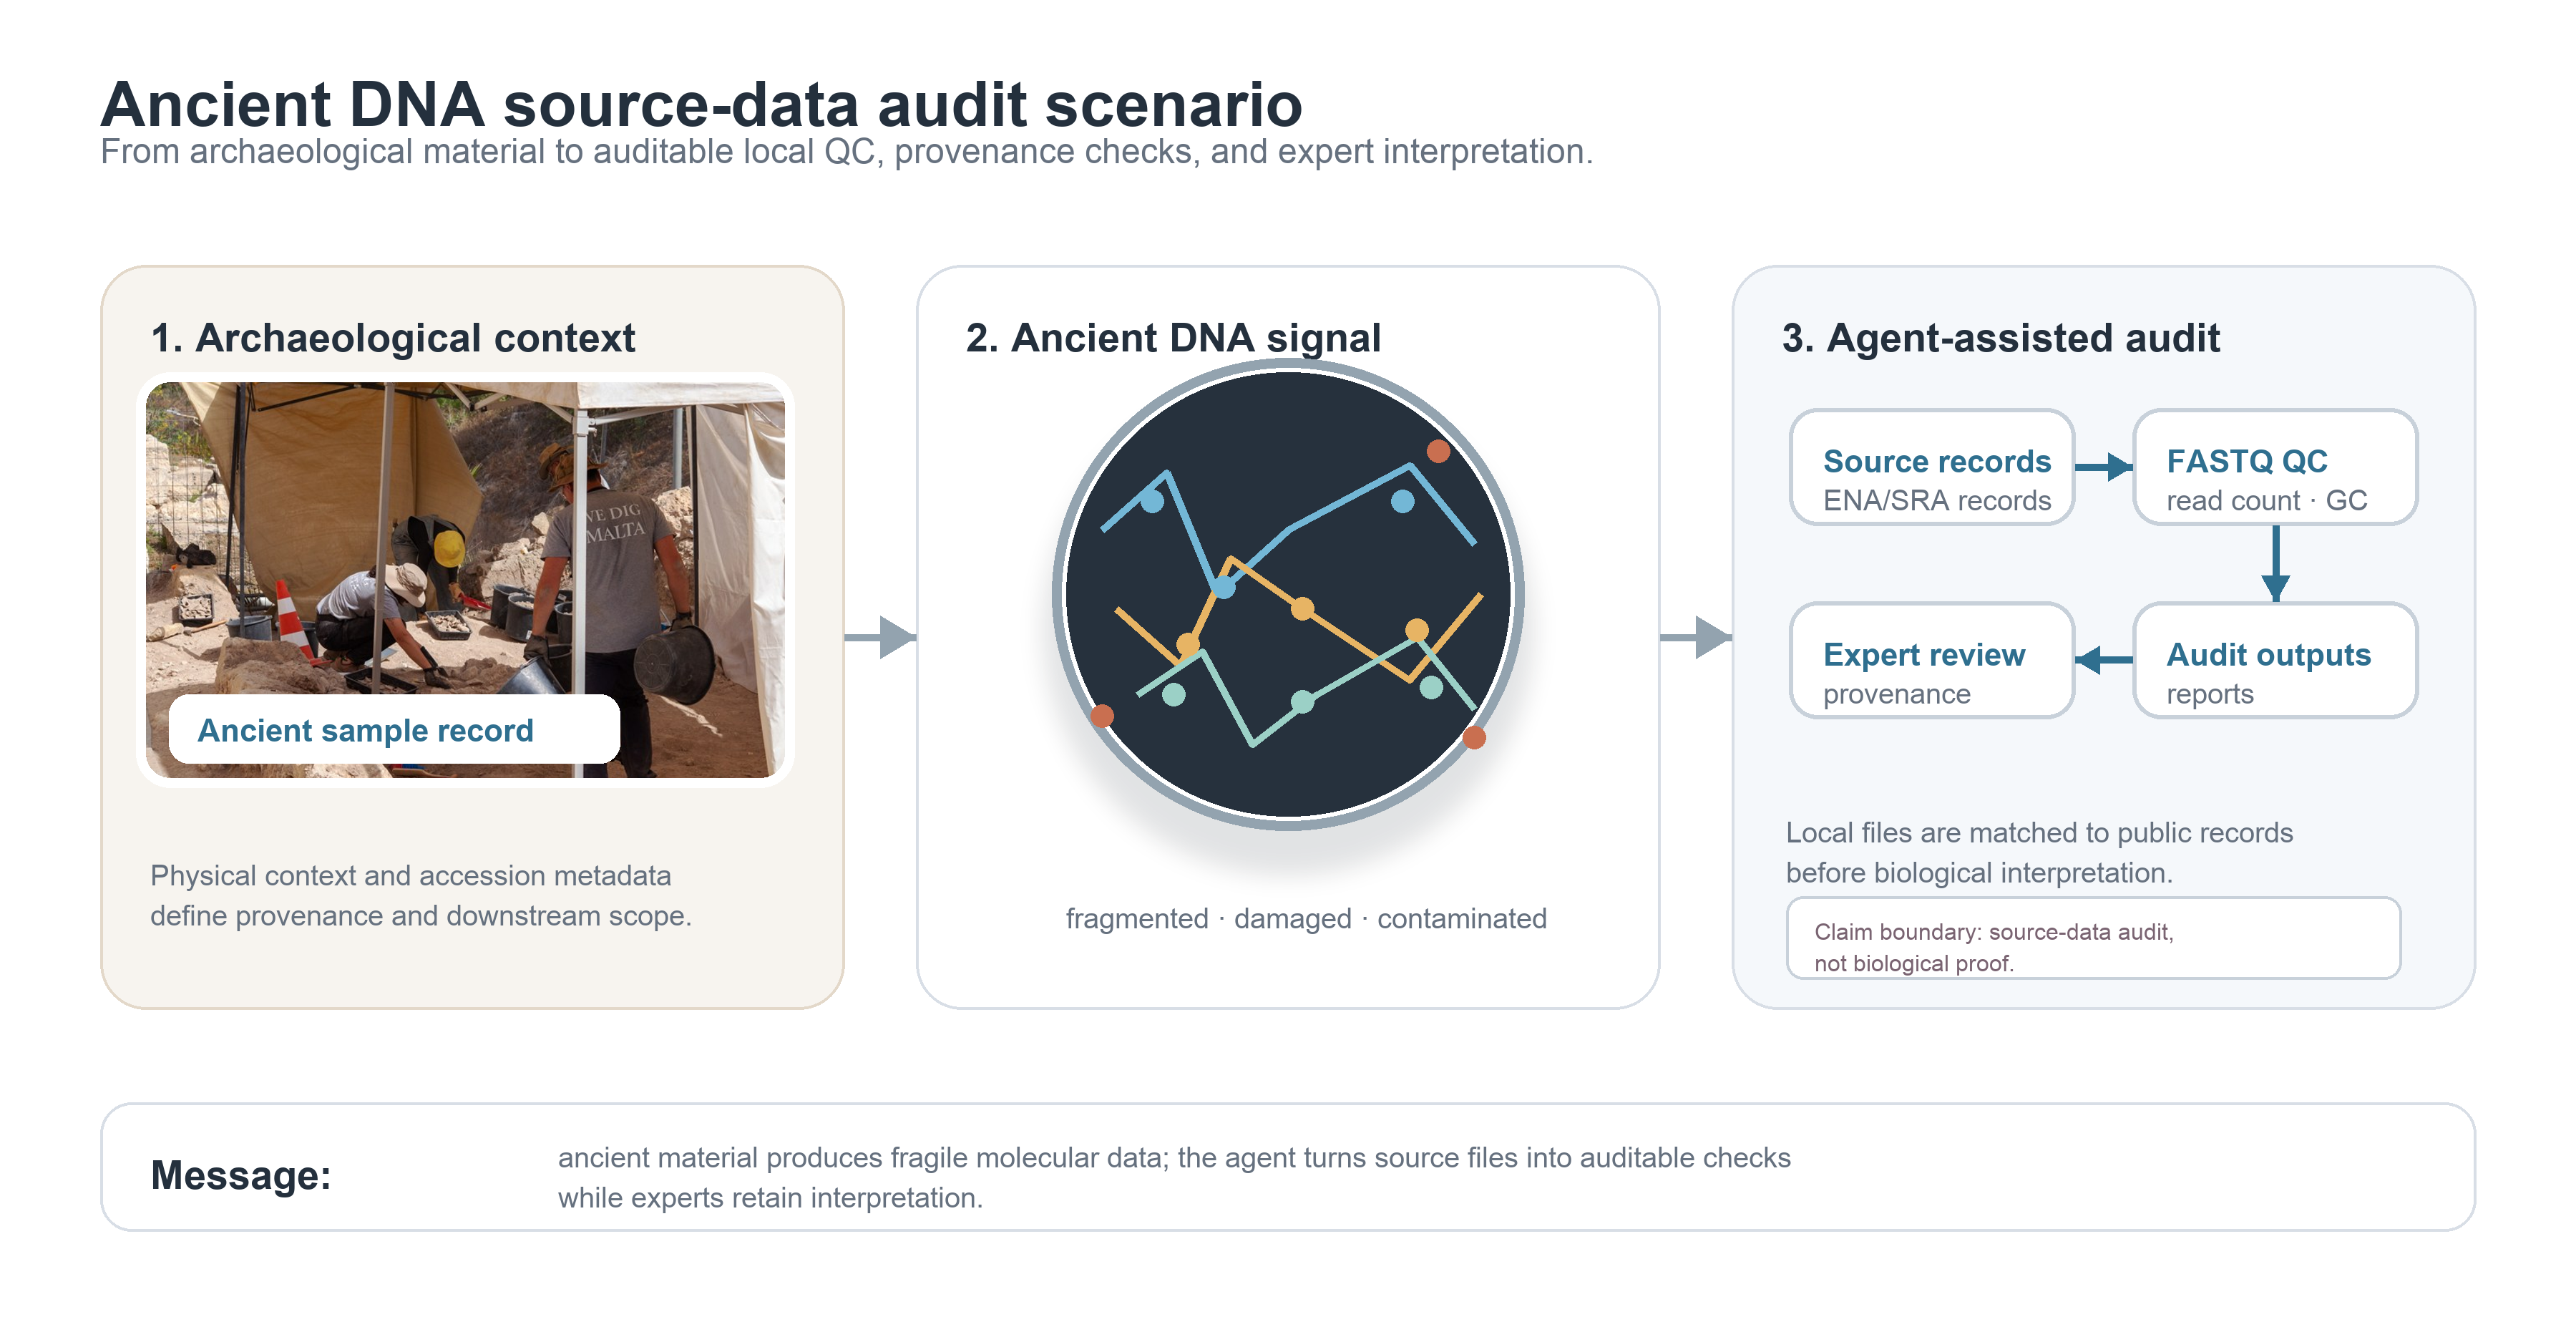 Ancient DNA source-data audit scenario
From archaeological material to auditable local QC, provenance checks, and expert interpretation.
1. Archaeological context
WE DIG
MALTA
Ancient sample record
Physical context and accession metadata
define provenance and downstream scope.
2. Ancient DNA signal
fragmented · damaged · contaminated
3. Agent-assisted audit
Source records
ENA/SRA records
FASTQ QC
read count · GC
Expert review
provenance
Audit outputs
reports
Local files are matched to public records
before biological interpretation.
Claim boundary: source-data audit,
not biological proof.
Message:
ancient material produces fragile molecular data; the agent turns source files into auditable checks
while experts retain interpretation.